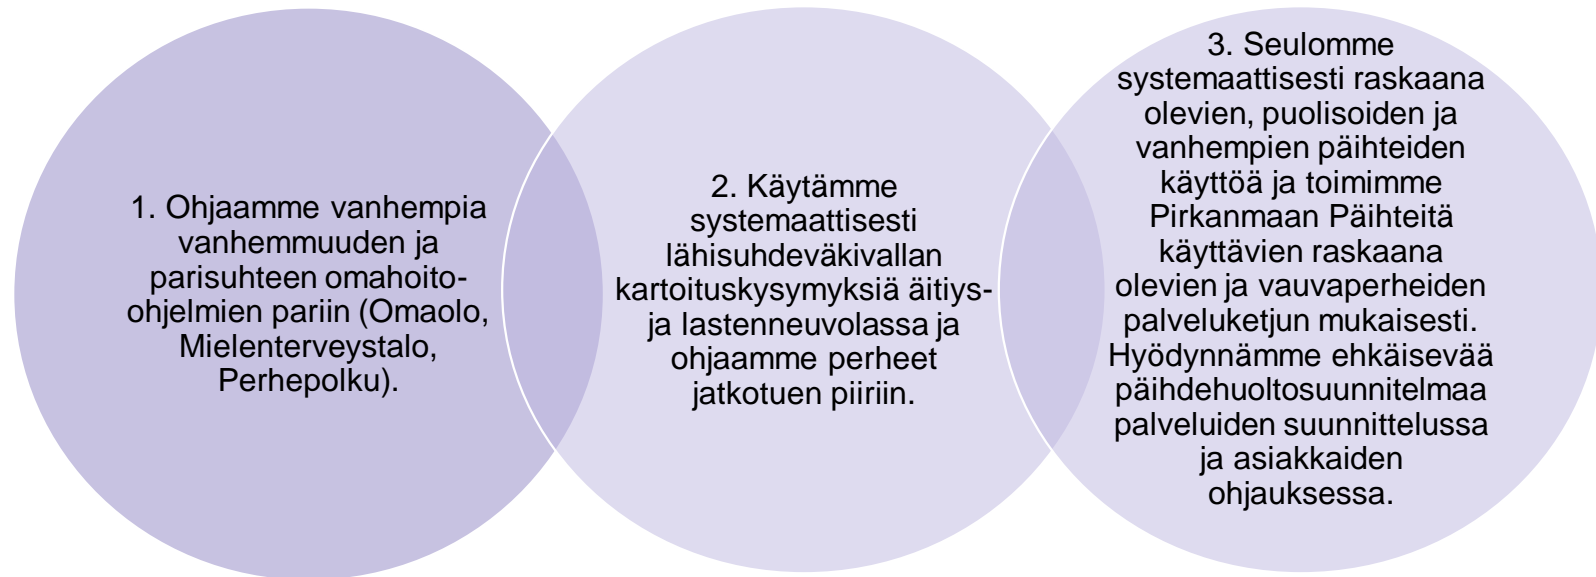 1. Ohjaamme vanhempia
vanhemmuuden ja
parisuhteen omahoito-
ohjelmien pariin (Omaolo,
Mielenterveystalo,
Perhepolku).
2. Käytämme
systemaattisesti
lähisuhdeväkivallan
kartoituskysymyksiä äitiys-
ja lastenneuvolassa ja
ohjaamme perheet
jatkotuen piiriin.
3. Seulomme
systemaattisesti raskaana
olevien, puolisoiden ja
vanhempien päihteiden
käyttöä ja toimimme
Pirkanmaan Päihteitä
käyttävien raskaana
olevien ja vauvaperheiden
palveluketjun mukaisesti.
Hyödynnämme ehkäisevää
päihdehuoltosuunnitelmaa
palveluiden suunnittelussa
ja asiakkaiden
ohjauksessa.